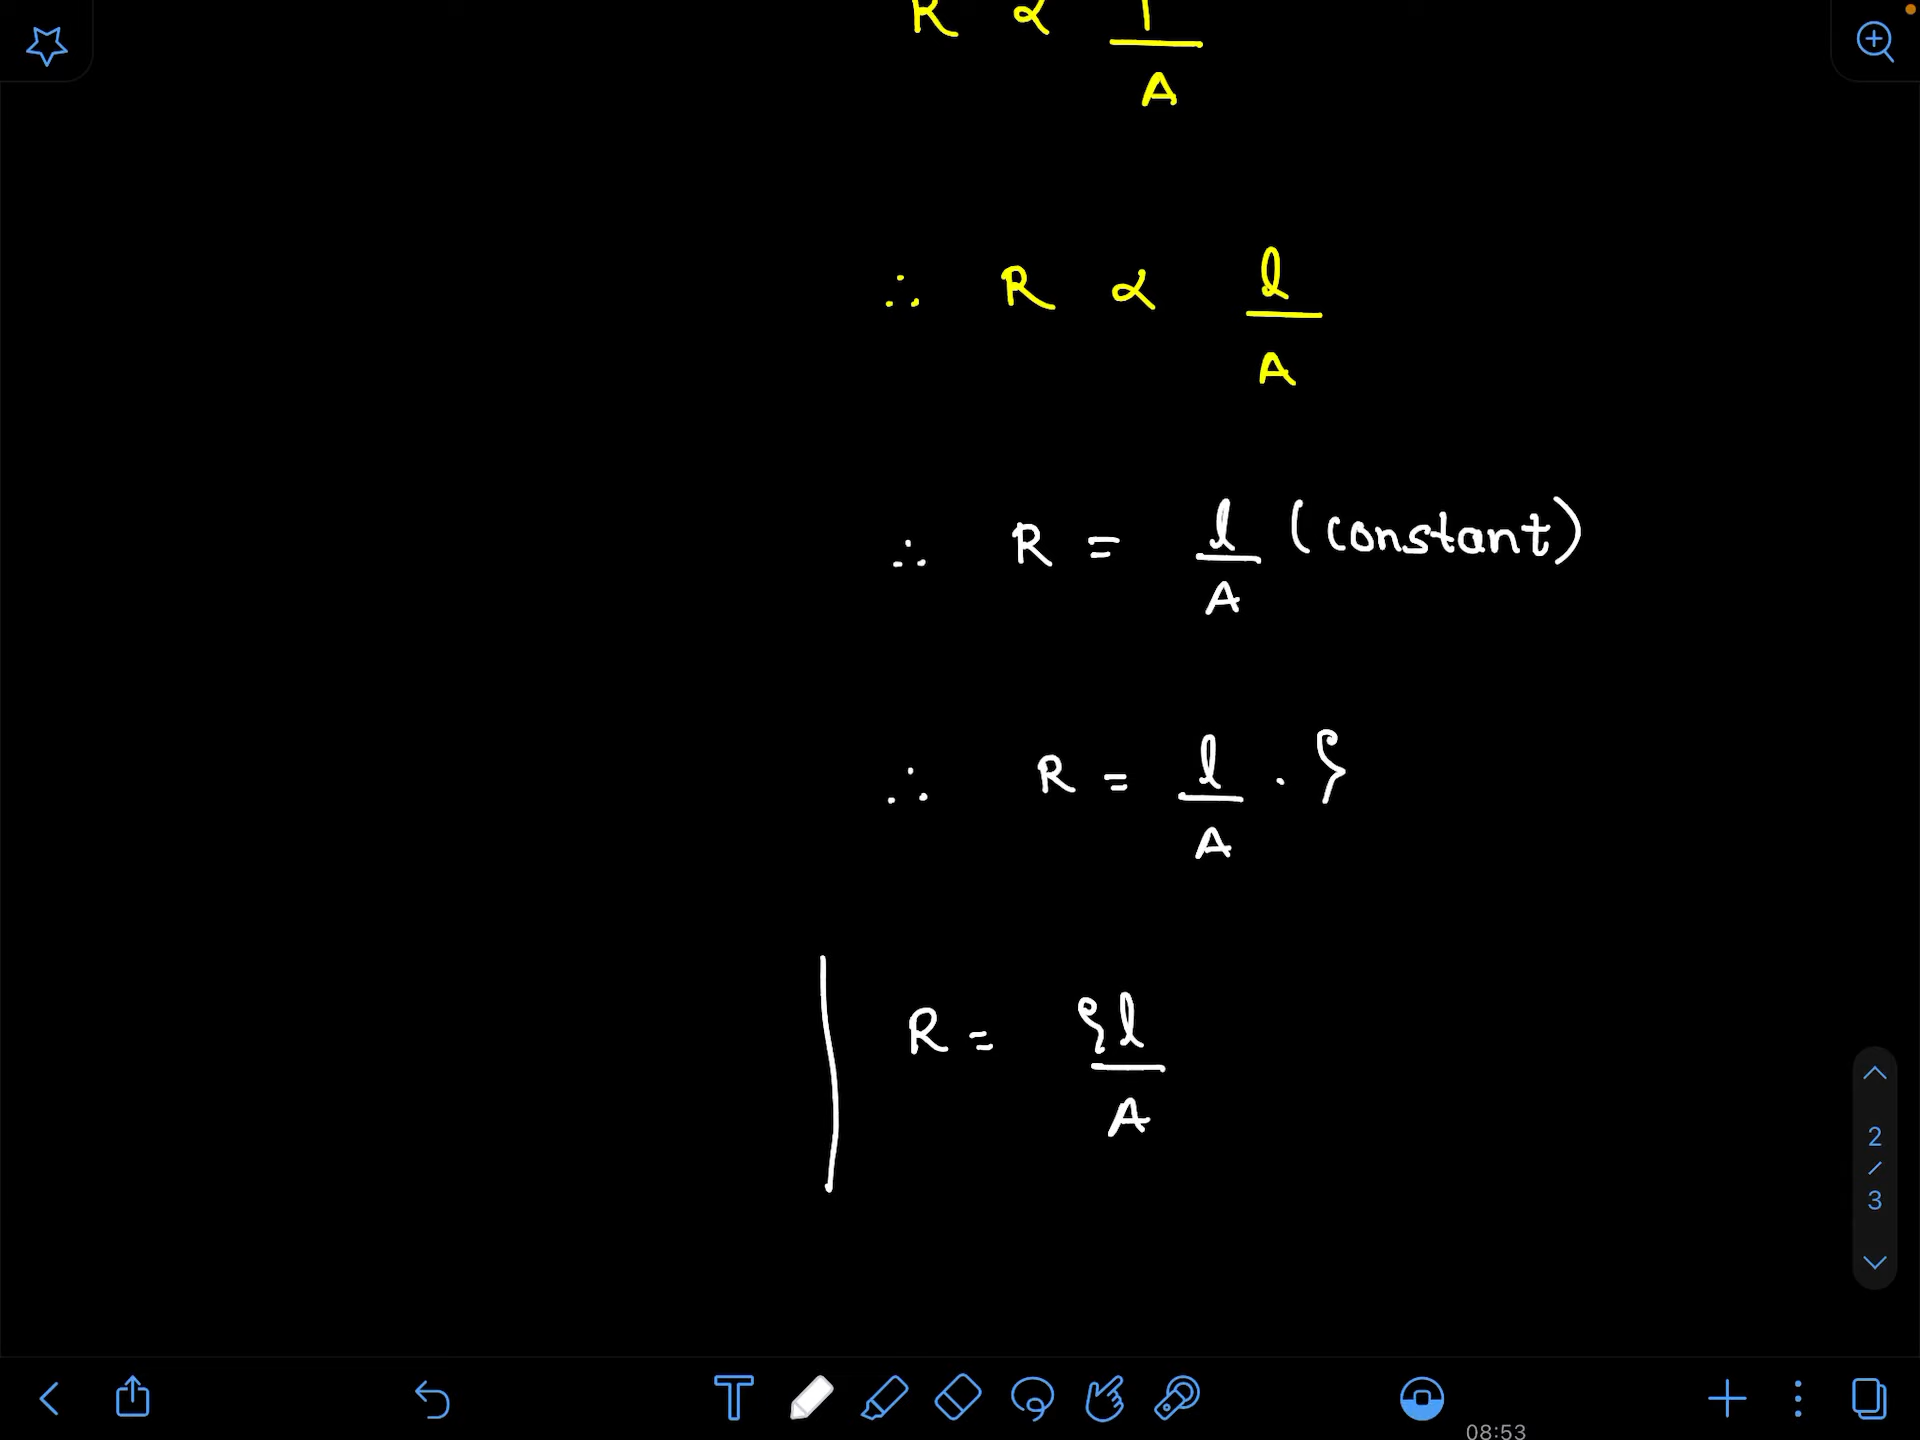 R ∝ 1/A
∴ R ∝ l/A
∴ R = l/A (constant)
∴ R = l/A · ρ
R = ρl/A
2
/
3
08:53